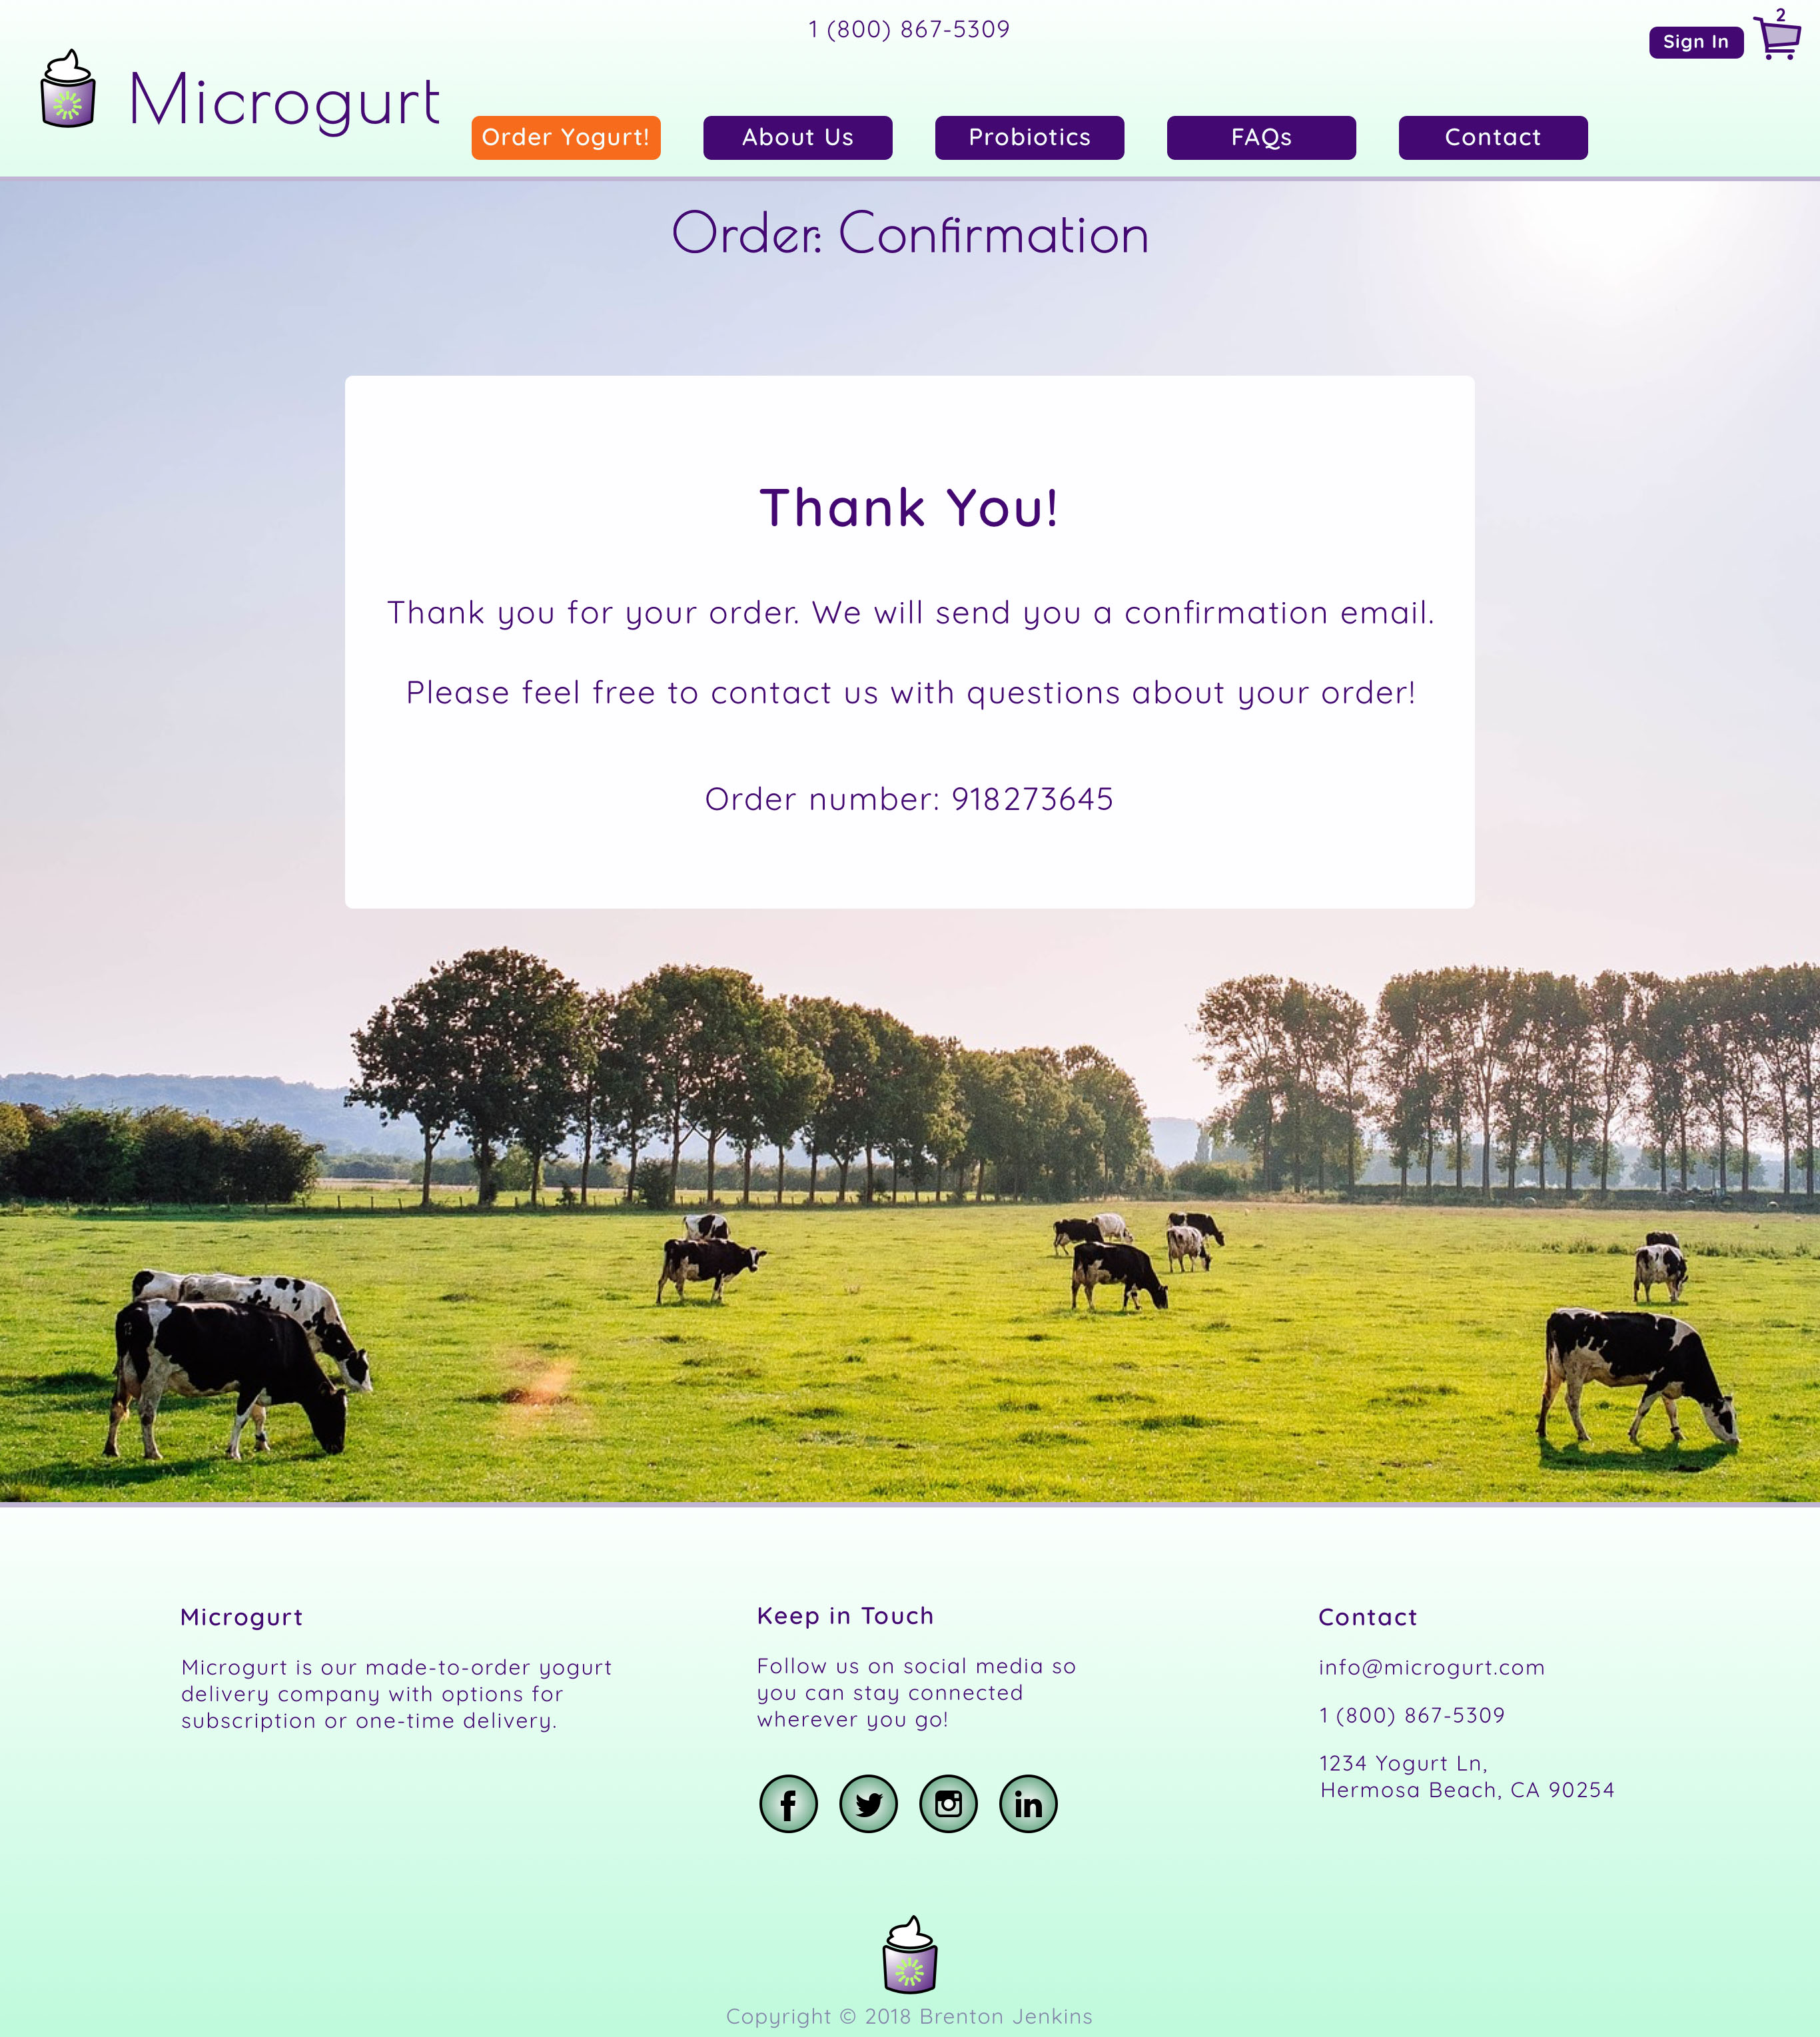 1 (800) 867-5309
2
Sign In
Microgurt
Order Yogurt!
About Us
Probiotics
FAQs
Contact
Order: Confirmation
Thank You!
Thank you for your order. We will send you a confirmation email.
Please feel free to contact us with questions about your order!
Order number: 918273645
Microgurt
Microgurt is our made-to-order yogurt
delivery company with options for
subscription or one-time delivery.
Keep in Touch
Follow us on social media so
you can stay connected
wherever you go!
f
in
Contact
info@microgurt.com
1 (800) 867-5309
1234 Yogurt Ln,
Hermosa Beach, CA 90254
Copyright © 2018 Brenton Jenkins